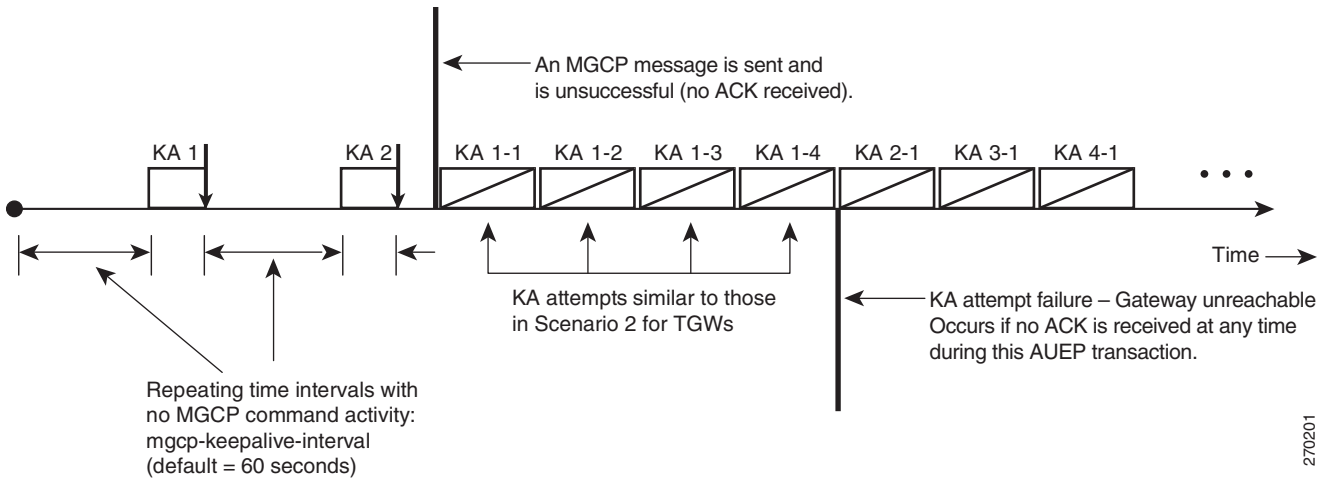 An MGCP message is sent and
is unsuccessful (no ACK received).
KA 1
KA 2
KA 1-1
KA 1-2
KA 1-3
KA 1-4
KA 2-1
KA 3-1
KA 4-1
Time
KA attempts similar to those
in Scenario 2 for TGWs
KA attempt failure – Gateway unreachable
Occurs if no ACK is received at any time
during this AUEP transaction.
Repeating time intervals with
no MGCP command activity:
mgcp-keepalive-interval
(default = 60 seconds)
270201